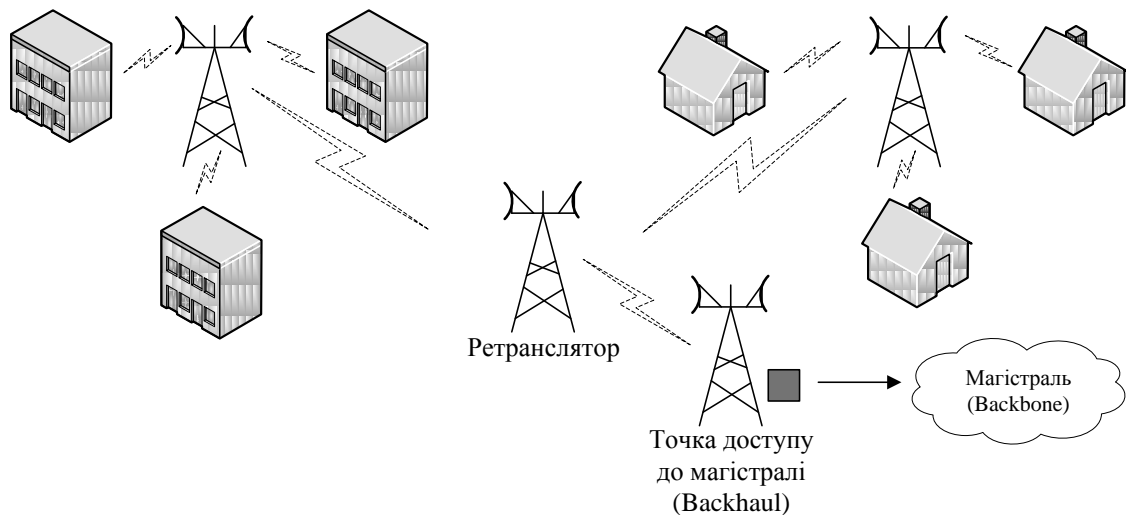 Ретранслятор
Магістраль
(Backbone)
Точка доступу
до магістралі
(Backhaul)